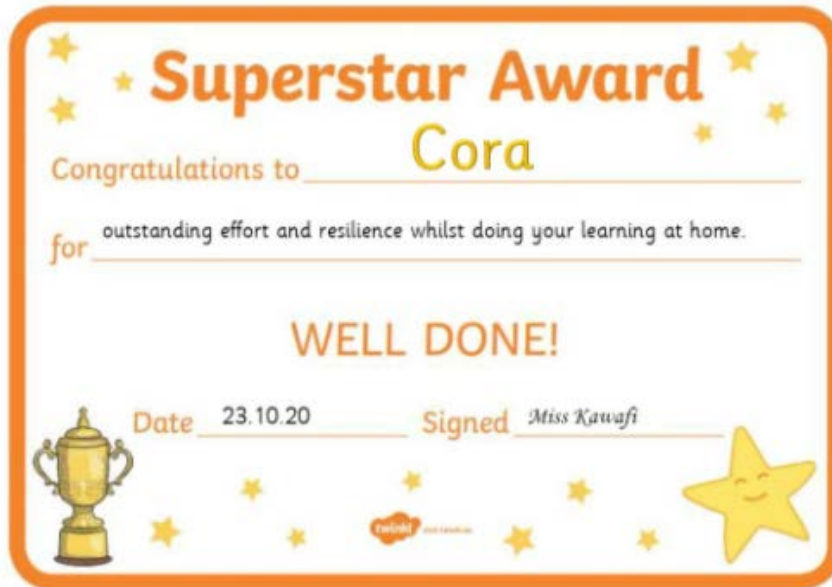 Superstar Award
Congratulations to Cora
for outstanding effort and resilience whilst doing your learning at home.
WELL DONE!
Date 23.10.20 Signed Miss Kawafi
twinkl